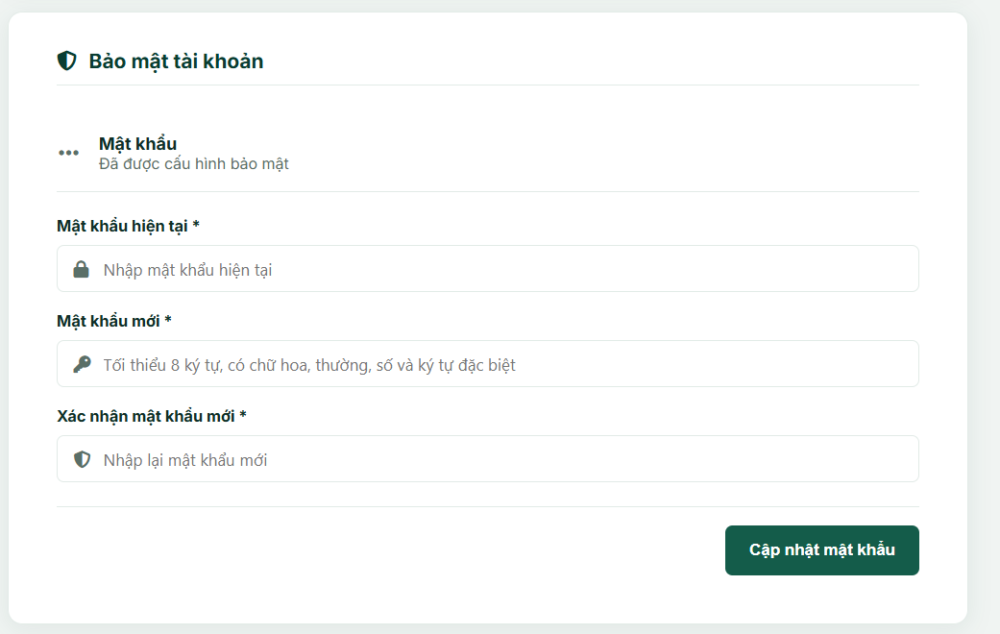 Bảo mật tài khoản
Mật khẩu
Đã được cấu hình bảo mật
Mật khẩu hiện tại *
Nhập mật khẩu hiện tại
Mật khẩu mới *
Tối thiểu 8 ký tự, có chữ hoa, thường, số và ký tự đặc biệt
Xác nhận mật khẩu mới *
Nhập lại mật khẩu mới
Cập nhật mật khẩu